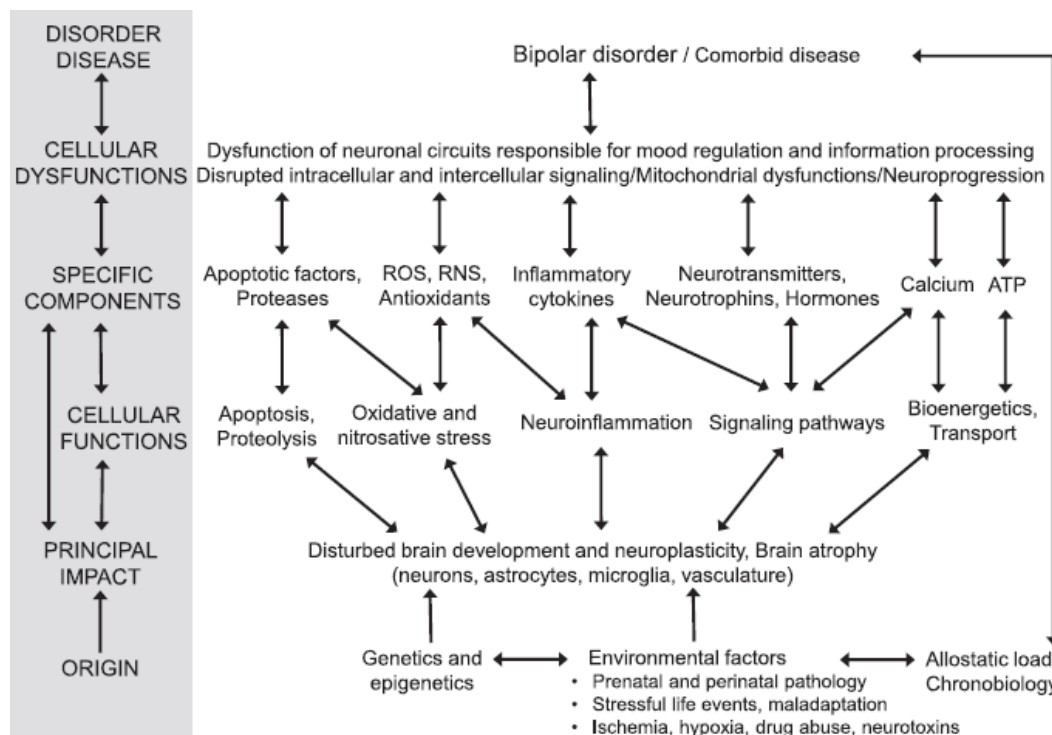 DISORDER
DISEASE
Bipolar disorder / Comorbid disease
CELLULAR
DYSFUNCTIONS
Dysfunction of neuronal circuits responsible for mood regulation and information processing
Disrupted intracellular and intercellular signaling/Mitochondrial dysfunctions/Neuroprogression
SPECIFIC
COMPONENTS
Apoptotic factors,
Proteases
ROS, RNS,
Antioxidants
Inflammatory
cytokines
Neurotransmitters,
Neurotrophins, Hormones
Calcium
ATP
CELLULAR
FUNCTIONS
Apoptosis,
Proteolysis
Oxidative and
nitrosative stress
Neuroinflammation
Signaling pathways
Bioenergetics,
Transport
PRINCIPAL
IMPACT
Disturbed brain development and neuroplasticity, Brain atrophy
(neurons, astrocytes, microglia, vasculature)
ORIGIN
Genetics and
epigenetics
Environmental factors
• Prenatal and perinatal pathology
• Stressful life events, maladaptation
• Ischemia, hypoxia, drug abuse, neurotoxins
Allostatic load
Chronobiology